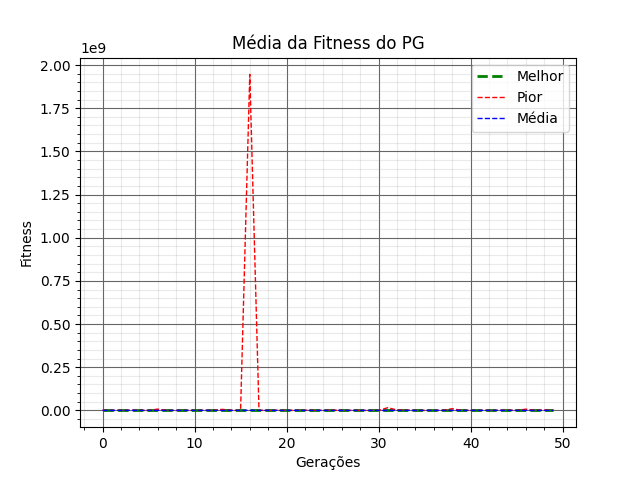 Média da Fitness do PG
1e9
2.00
1.75
1.50
1.25
1.00
0.75
0.50
0.25
0.00
Fitness
Melhor
Pior
Média
0 10 20 30 40 50
Gerações